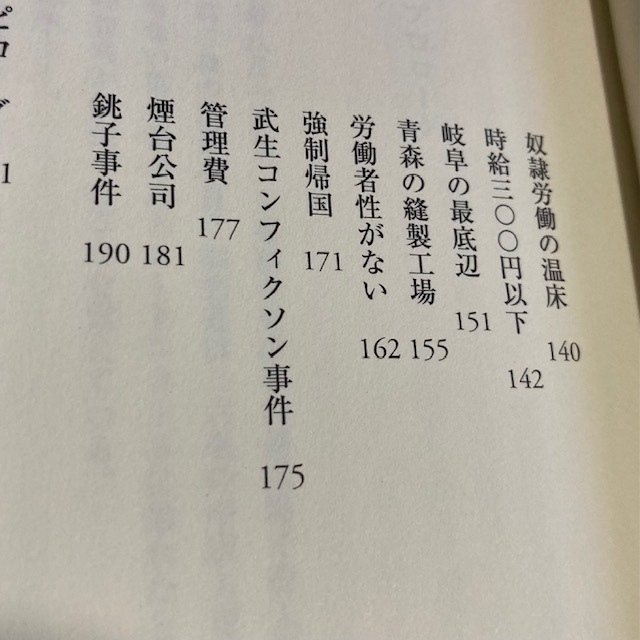 奴隷労働の温床 140
時給三〇〇円以下 142
岐阜の最底辺 151
青森の縫製工場 155
労働者性がない 162
強制帰国 171
武生コンフィクソン事件 175
管理費 177
煙台公司 181
銚子事件 190